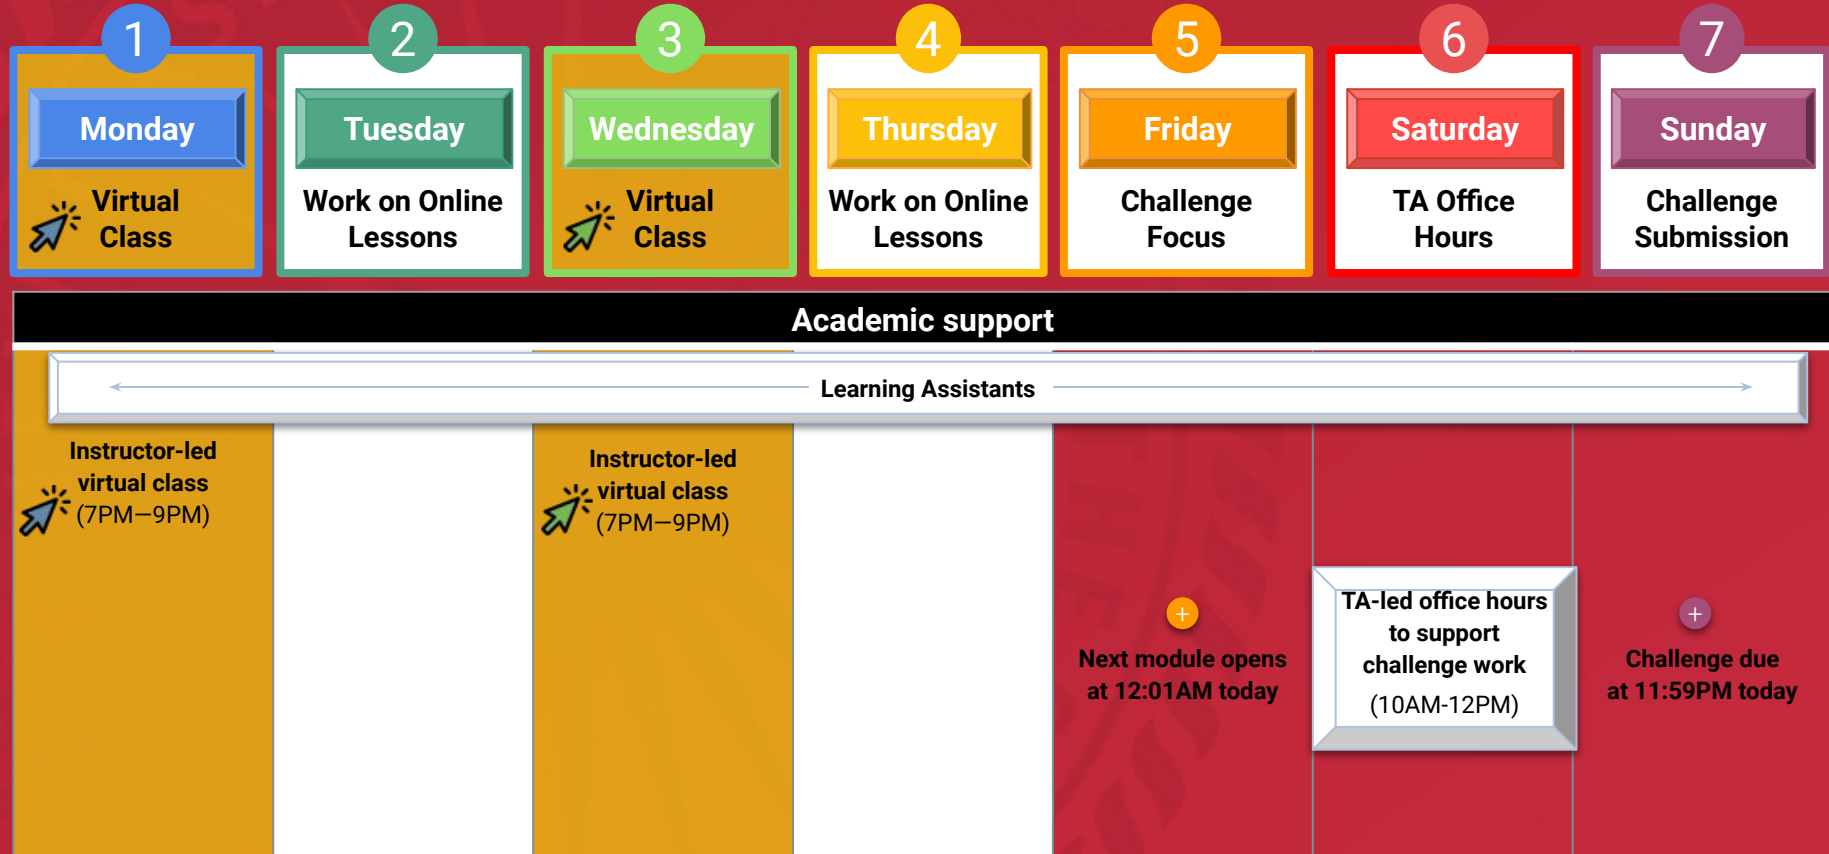 1
Monday
Virtual
Class
2
Tuesday
Work on Online
Lessons
3
Wednesday
Virtual
Class
4
Thursday
Work on Online
Lessons
5
Friday
Challenge
Focus
6
Saturday
TA Office
Hours
7
Sunday
Challenge
Submission
Academic support
Learning Assistants
Instructor-led
virtual class
(7PM—9PM)
Instructor-led
virtual class
(7PM—9PM)
+
Next module opens
at 12:01AM today
TA-led office hours
to support
challenge work
(10AM-12PM)
+
Challenge due
at 11:59PM today